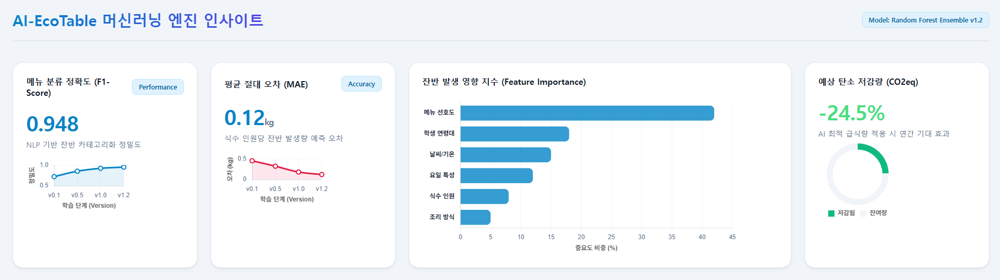 AI-EcoTable 머신러닝 엔진 인사이트
Model: Random Forest Ensemble v1.2
메뉴 분류 정확도 (F1-
Score)
Performance
0.948
NLP 기반 잔반 카테고리화 정밀도
정밀도
1.0
0.5
v0.1 v0.5 v1.0 v1.2
학습 단계 (Version)
평균 절대 오차 (MAE)
Accuracy
0.12kg
식수 인원당 잔반 발생량 예측 오차
오차 (kg)
0.5
0
v0.1 v0.5 v1.0 v1.2
학습 단계 (Version)
잔반 발생 영향 지수 (Feature Importance)
메뉴 선호도
학생 연령대
날씨/기온
요일 특성
식수 인원
조리 방식
0 5 10 15 20 25 30 35 40 45
중요도 비중 (%)
예상 탄소 저감량 (CO2eq)
-24.5%
AI 최적 급식량 적용 시 연간 기대 효과
저감됨 잔여량